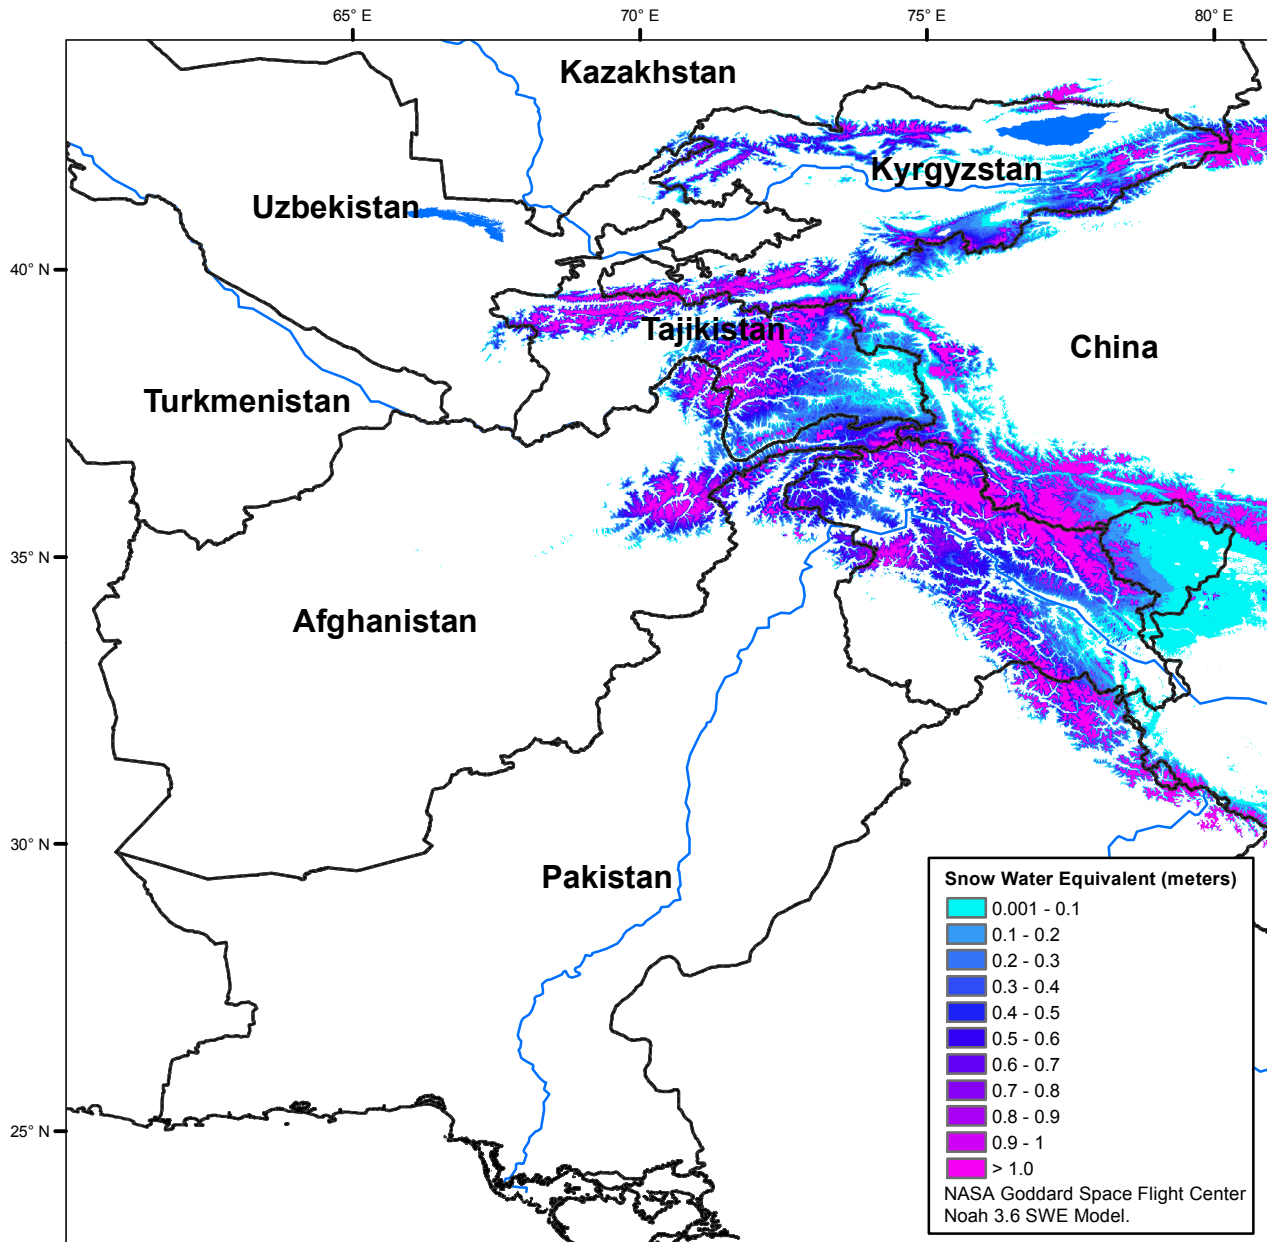 65° E
70° E
75° E
80° E
Kazakhstan
Kyrgyzstan
Uzbekistan
40° N
Tajikistan
China
Turkmenistan
35° N
Afghanistan
30° N
Pakistan
25° N
Snow Water Equivalent (meters)
0.001 - 0.1
0.1 - 0.2
0.2 - 0.3
0.3 - 0.4
0.4 - 0.5
0.5 - 0.6
0.6 - 0.7
0.7 - 0.8
0.8 - 0.9
0.9 - 1
> 1.0
NASA Goddard Space Flight Center
Noah 3.6 SWE Model.